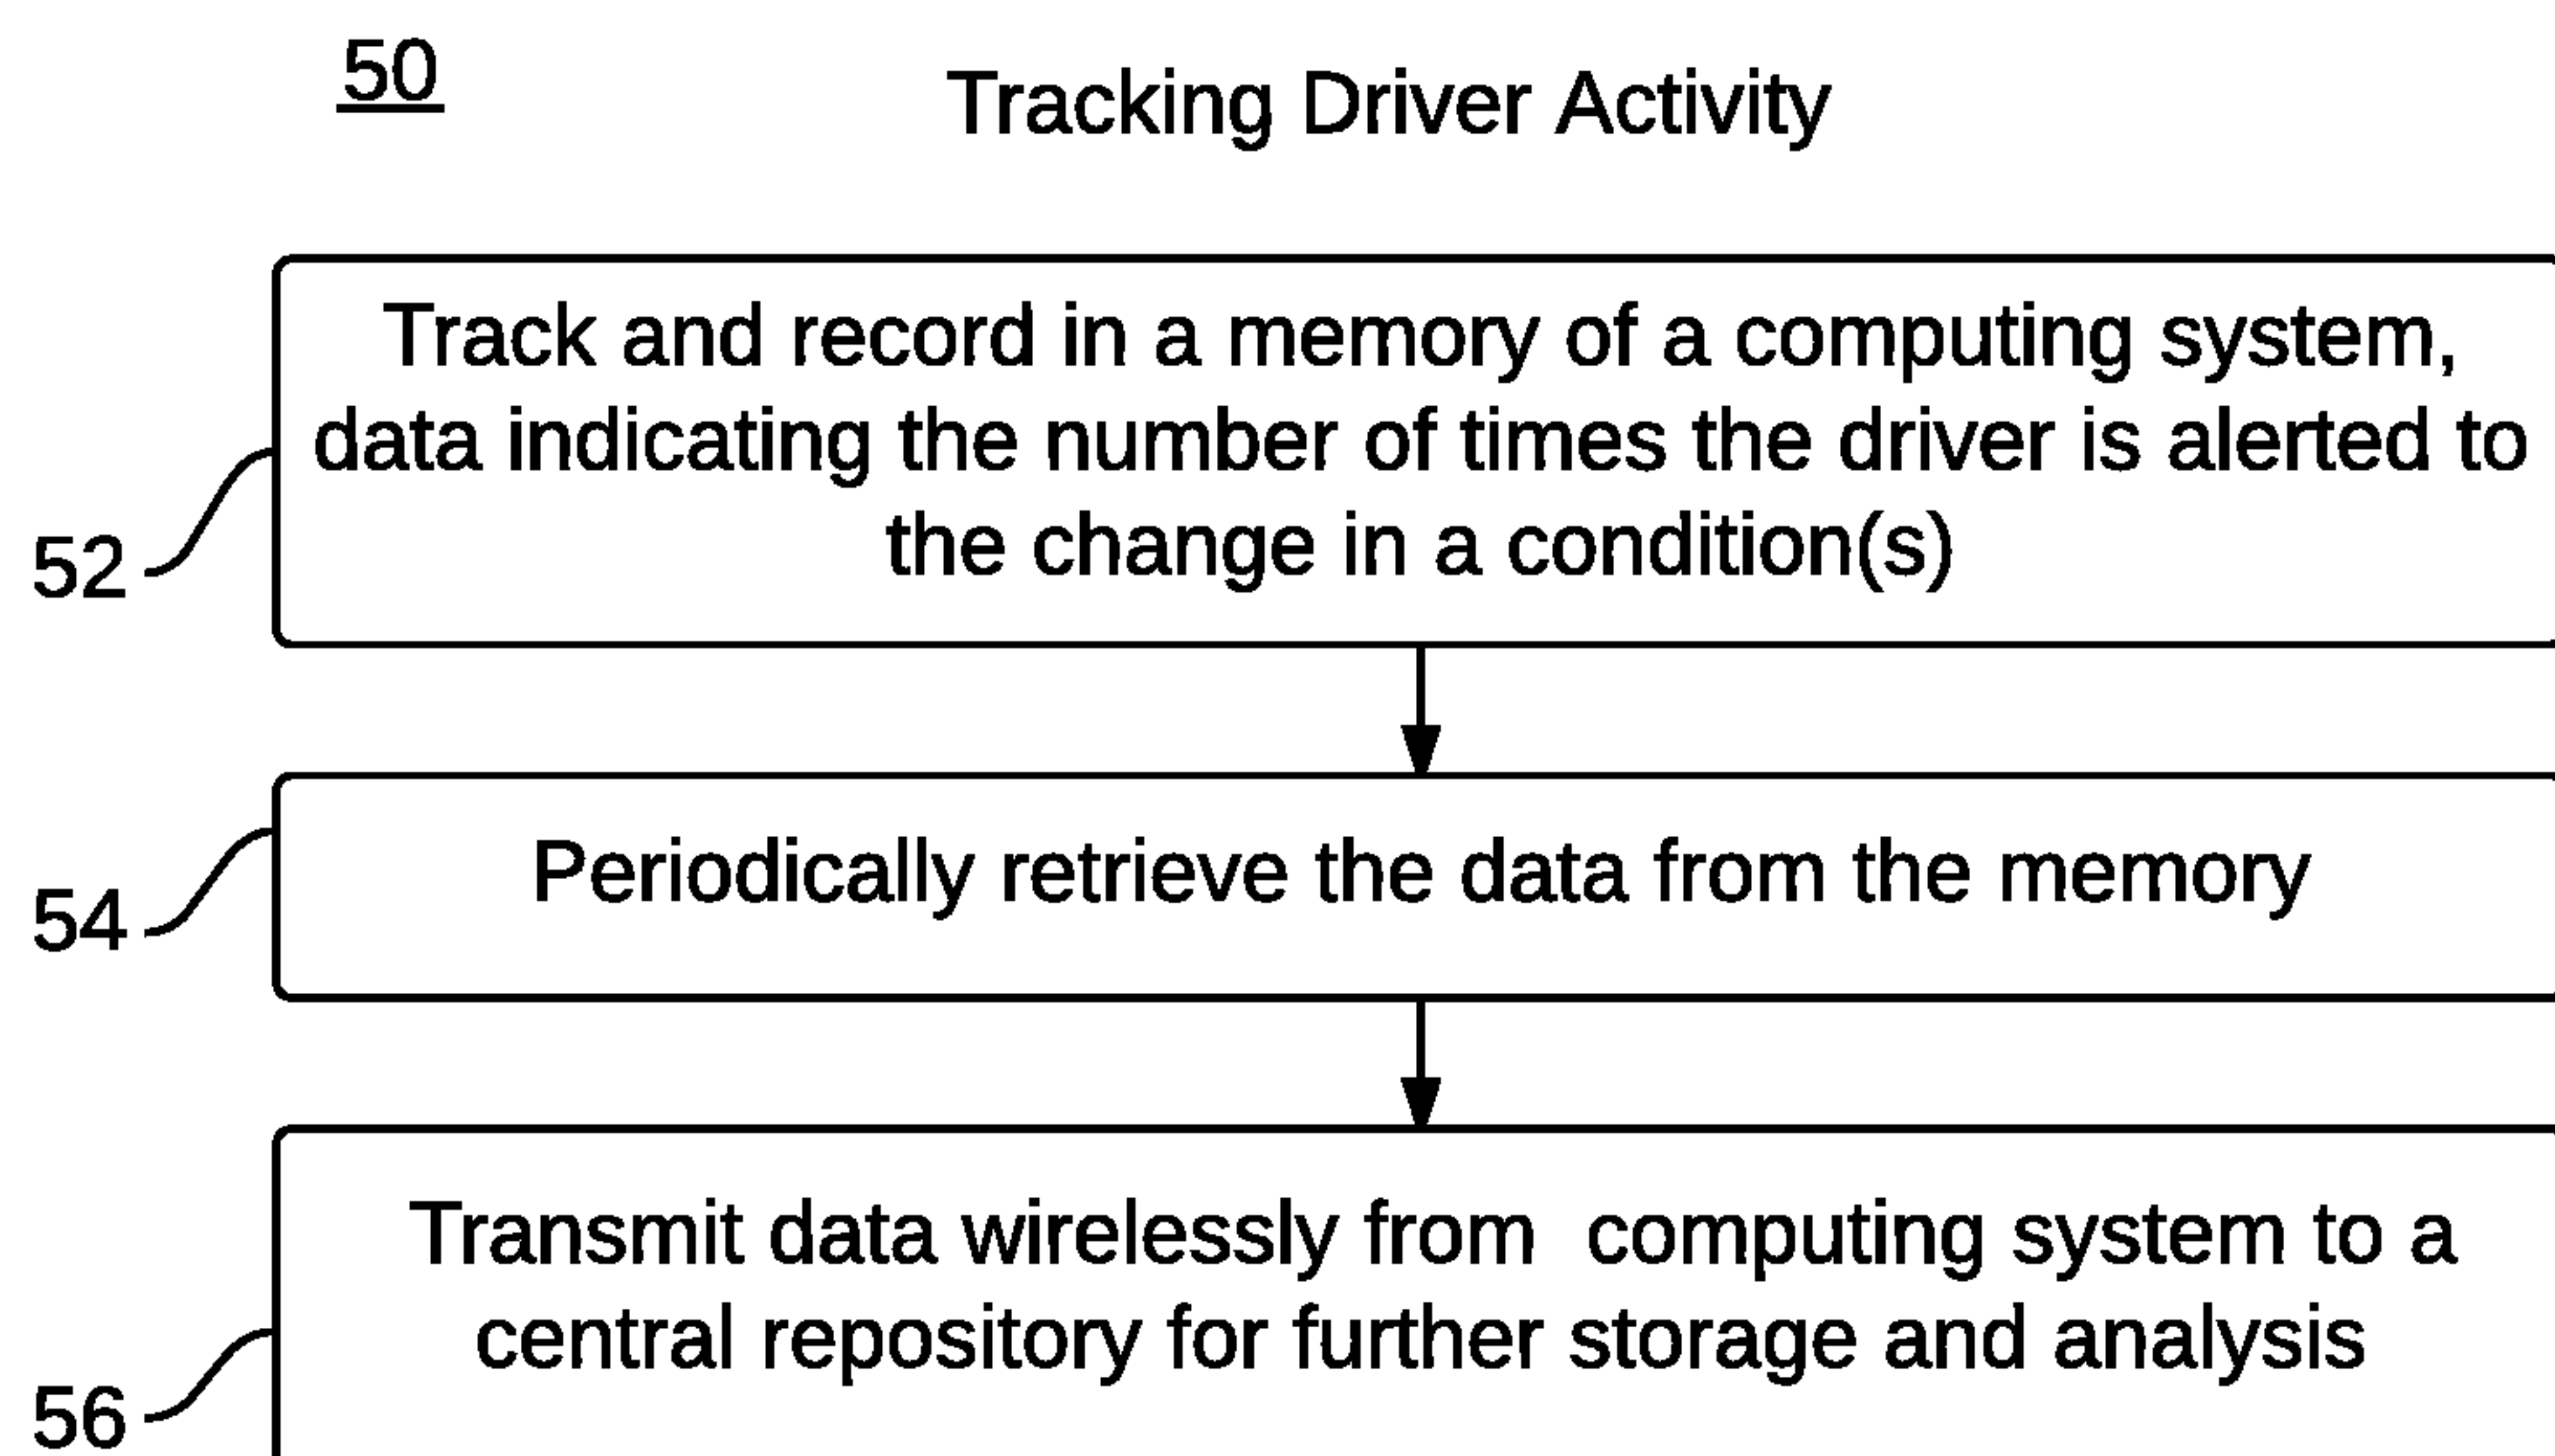 50
Tracking Driver Activity
Track and record in a memory of a computing system,
data indicating the number of times the driver is alerted to
the change in a condition(s)
52
Periodically retrieve the data from the memory
54
Transmit data wirelessly from  computing system to a
central repository for further storage and analysis
56